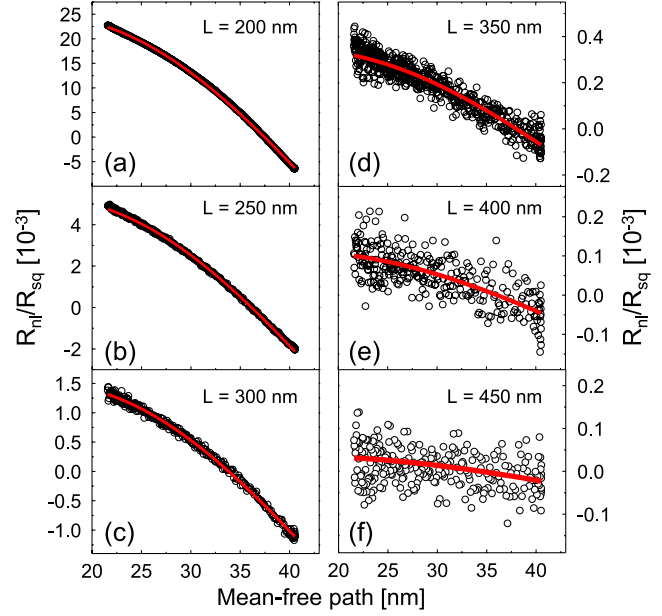 25
20
15
10
5
0
-5
L = 200 nm
(a)
4
2
0
-2
L = 250 nm
(b)
1.5
1.0
0.5
0.0
-0.5
-1.0
L = 300 nm
(c)
20 25 30 35 40
R_nl/R_sq [10^-3]
L = 350 nm
(d)
0.4
0.2
0.0
-0.2
L = 400 nm
(e)
0.2
0.1
0.0
-0.1
L = 450 nm
(f)
0.2
0.1
0.0
-0.1
20 25 30 35 40
R_nl/R_sq [10^-3]
Mean-free path [nm]